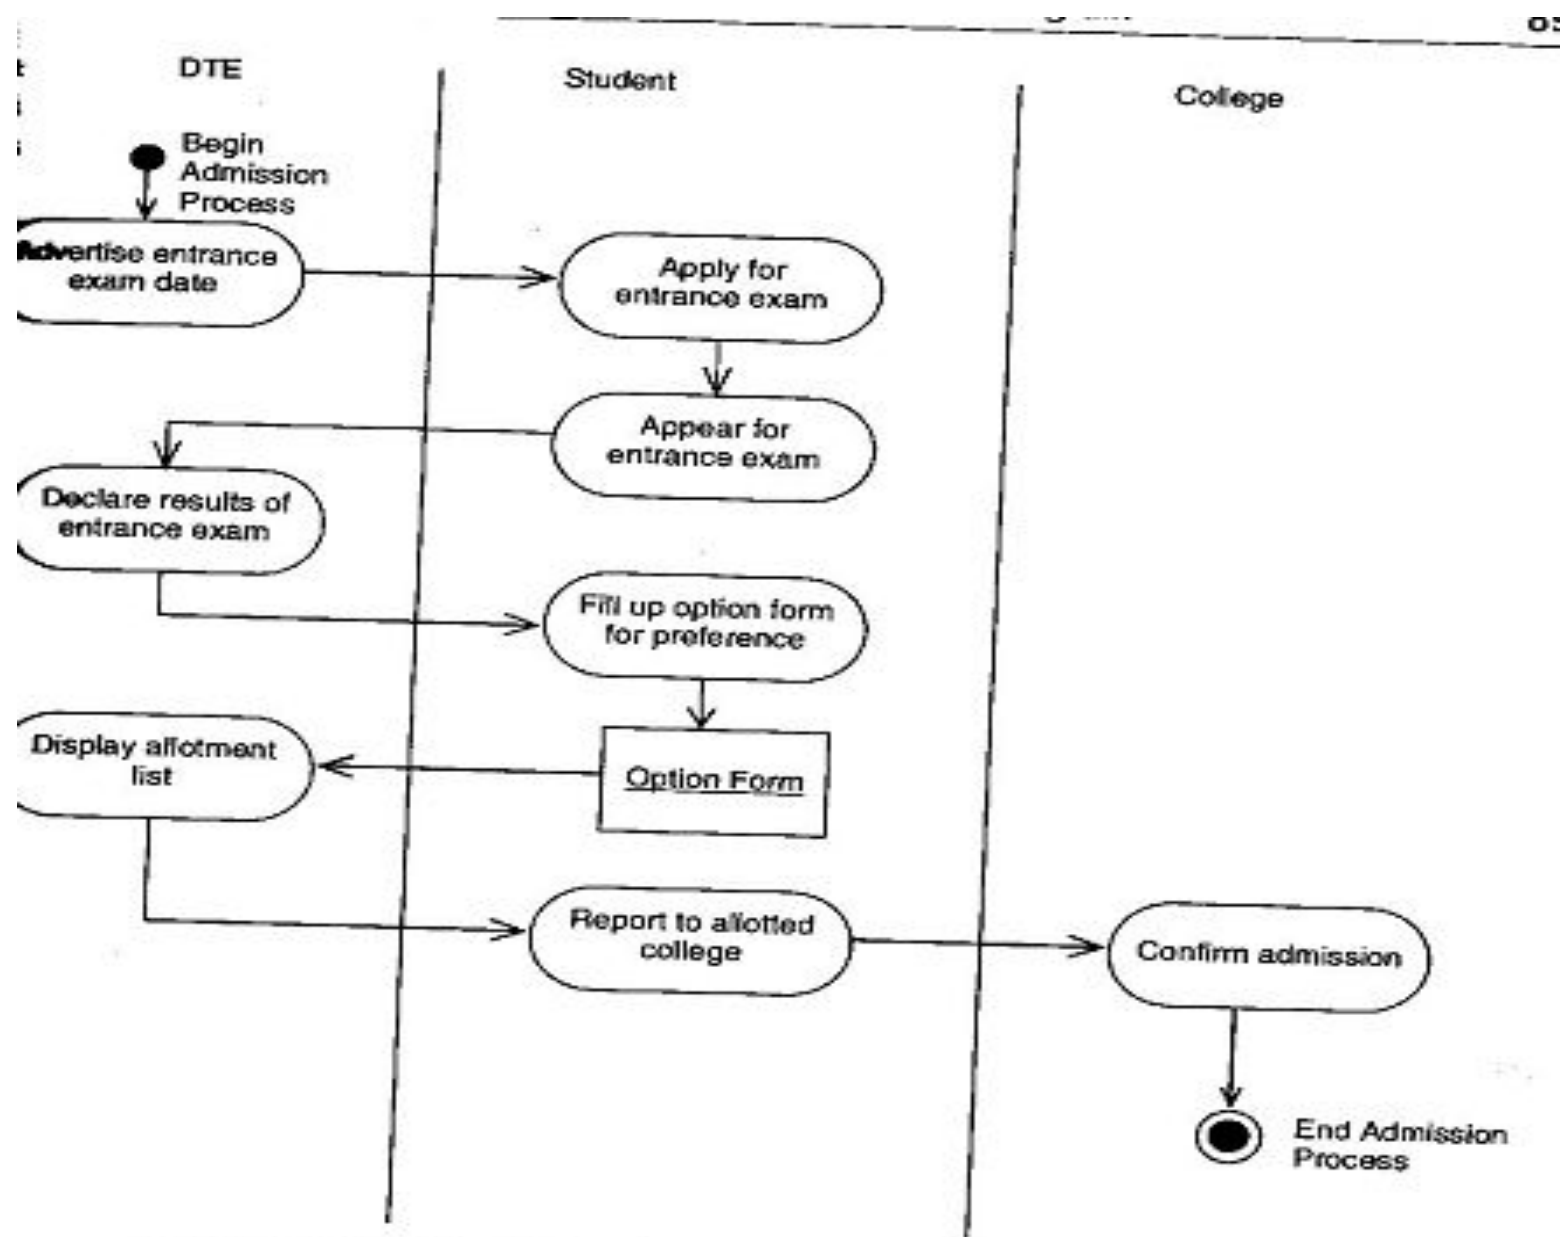 DTE
Student
College
Begin
Admission
Process
Advertise entrance
exam date
Apply for
entrance exam
Appear for
entrance exam
Declare results of
entrance exam
Fill up option form
for preference
Display allotment
list
Option Form
Report to allotted
college
Confirm admission
End Admission
Process